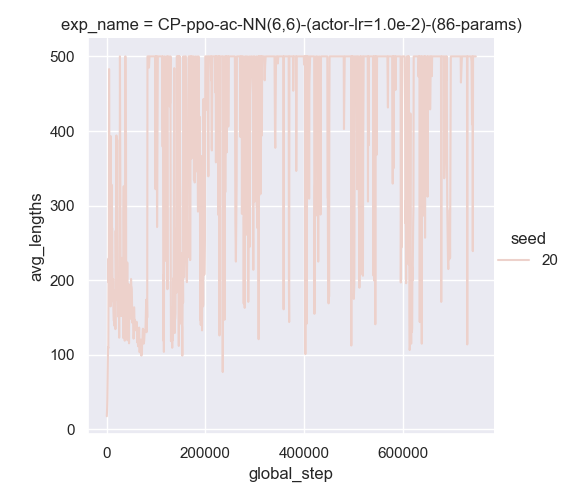 exp_name = CP-ppo-ac-NN(6,6)-(actor-lr=1.0e-2)-(86-params)
500
400
300
200
100
0
avg_lengths
0 200000 400000 600000
global_step
seed
20